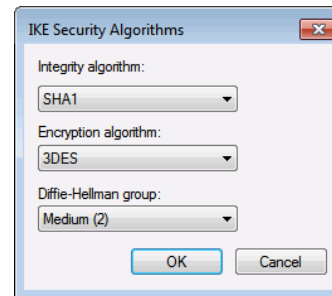 IKE Security Algorithms
Integrity algorithm:
SHA1
Encryption algorithm:
3DES
Diffie-Hellman group:
Medium (2)
OK Cancel